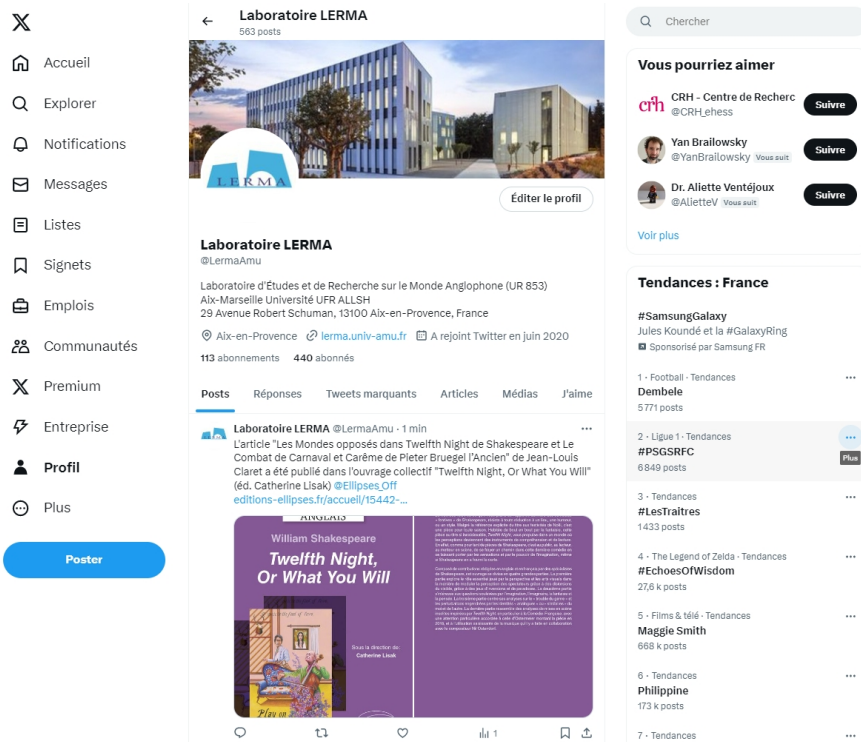 Accueil
Explorer
Notifications
Messages
Listes
Signets
Emplois
Communautés
Premium
Entreprise
Profil
Plus
Poster
Laboratoire LERMA
563 posts
LERMA
Éditer le profil
Laboratoire LERMA
@LermaAmu
Laboratoire d'Études et de Recherche sur le Monde Anglophone (UR 853)
Aix-Marseille Université UFR ALLSH
29 Avenue Robert Schuman, 13100 Aix-en-Provence, France
Aix-en-Provence lerma.univ-amu.fr A rejoint Twitter en juin 2020
113 abonnements 440 abonnés
Posts Réponses Tweets marquants Articles Médias J'aime
Laboratoire LERMA @LermaAmu · 1 min
L'article "Les Mondes opposés dans Twelfth Night de Shakespeare et Le
Combat de Carnaval et Carême de Pieter Bruegel l'Ancien" de Jean-Louis
Claret a été publié dans l'ouvrage collectif "Twelfth Night, Or What You Will"
(éd. Catherine Lisak) @Ellipses_Off
editions-ellipses.fr/accueil/15442-...
ANGLAIS
William Shakespeare
Twelfth Night,
Or What You Will
Sous la direction de
Catherine Lisak
Play on
1
Chercher
Vous pourriez aimer
CRH - Centre de Recherc
@CRH_ehess
Suivre
Yan Brailowsky
@YanBrailowsky Vous suit
Suivre
Dr. Aliette Ventéjoux
@AlietteV Vous suit
Suivre
Voir plus
Tendances : France
#SamsungGalaxy
Jules Koundé et la #GalaxyRing
Sponsorisé par Samsung FR
1 · Football · Tendances
Dembele
5 771 posts
2 · Ligue 1 · Tendances
#PSGSRFC
Plus
6 849 posts
3 · Tendances
#LesTraitres
1 433 posts
4 · The Legend of Zelda · Tendances
#EchoesOfWisdom
27,6 k posts
5 · Films & télé · Tendances
Maggie Smith
668 k posts
6 · Tendances
Philippine
173 k posts
7 · Tendances